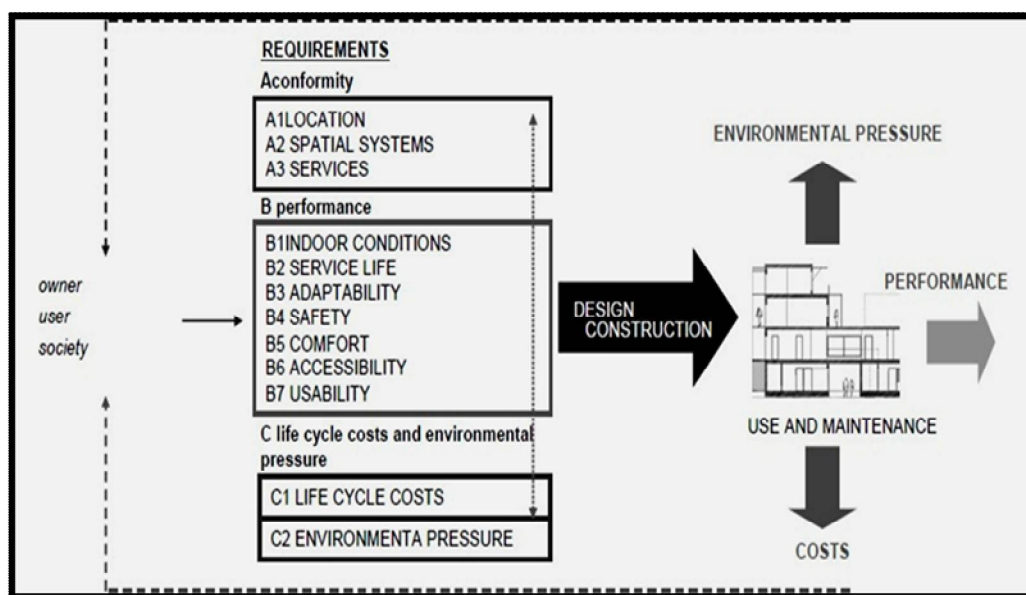 REQUIREMENTS
Aconformity
A1LOCATION
A2 SPATIAL SYSTEMS
A3 SERVICES
B performance
B1INDOOR CONDITIONS
B2 SERVICE LIFE
B3 ADAPTABILITY
B4 SAFETY
B5 COMFORT
B6 ACCESSIBILITY
B7 USABILITY
C life cycle costs and environmental
pressure
C1 LIFE CYCLE COSTS
C2 ENVIRONMENTA PRESSURE
owner
user
society
DESIGN
CONSTRUCTION
ENVIRONMENTAL PRESSURE
PERFORMANCE
USE AND MAINTENANCE
COSTS